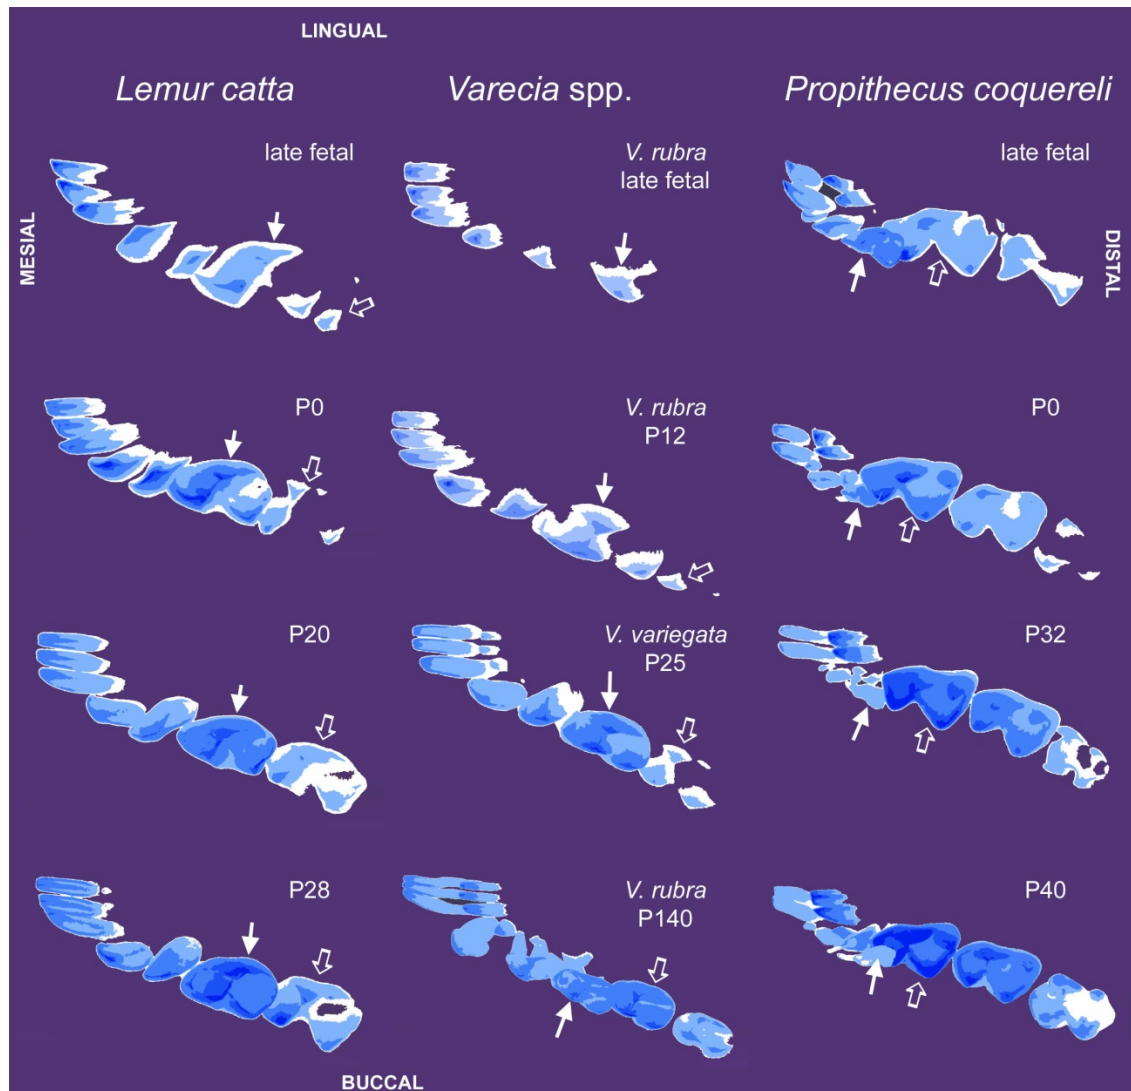 LINGUAL
Lemur catta
Varecia spp.
Propithecus coquereli
late fetal
V. rubra
late fetal
late fetal
MESIAL
DISTAL
P0
V. rubra
P12
P0
P20
V. variegata
P25
P32
P28
V. rubra
P140
P40
BUCCAL